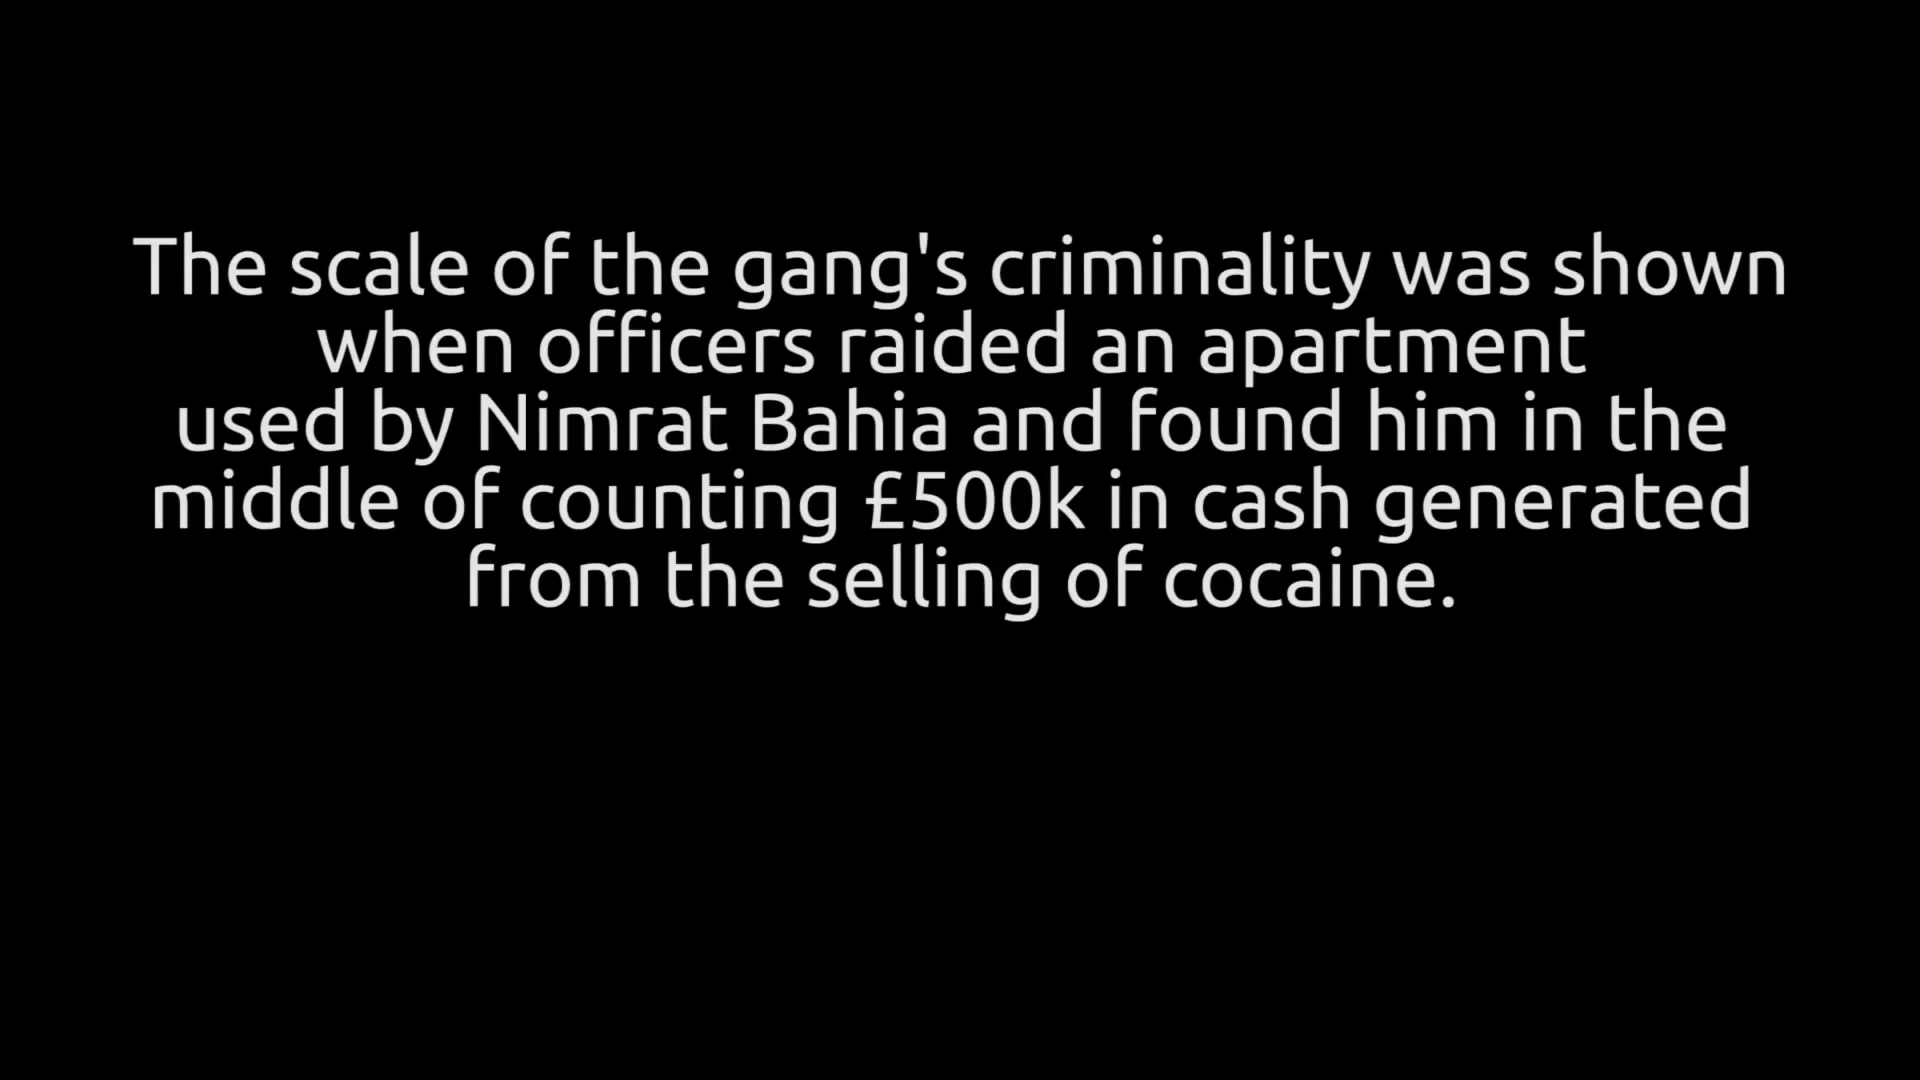 The scale of the gang's criminality was shown
when officers raided an apartment
used by Nimrat Bahia and found him in the
middle of counting £500k in cash generated
from the selling of cocaine.